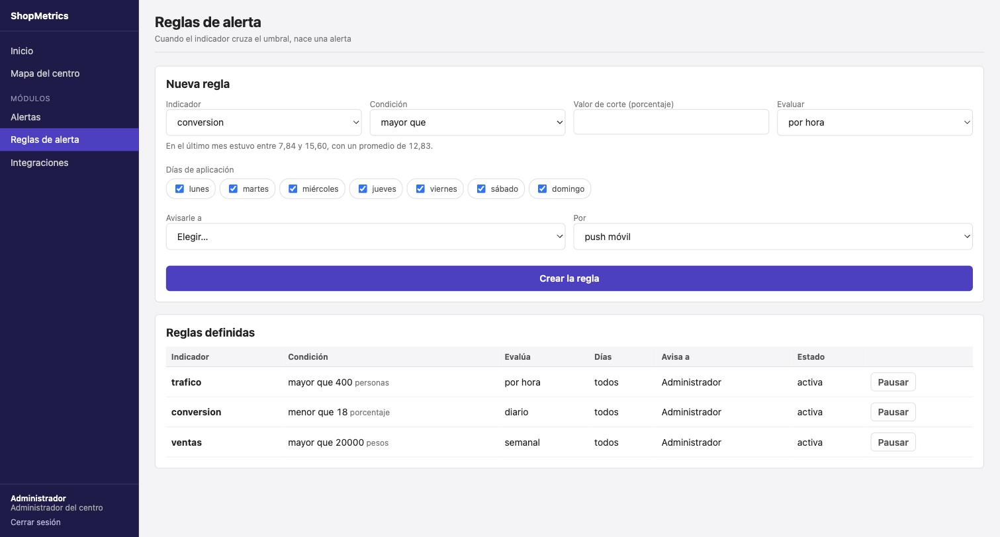 ShopMetrics
Inicio
Mapa del centro
MÓDULOS
Alertas
Reglas de alerta
Integraciones
Administrador
Administrador del centro
Cerrar sesión
Reglas de alerta
Cuando el indicador cruza el umbral, nace una alerta
Nueva regla
Indicador Condición Valor de corte (porcentaje) Evaluar
conversion mayor que por hora
En el último mes estuvo entre 7,84 y 15,60, con un promedio de 12,83.
Días de aplicación
lunes martes miércoles jueves viernes sábado domingo
Avisarle a Por
Elegir... push móvil
Crear la regla
Reglas definidas
Indicador Condición Evalúa Días Avisa a Estado
trafico mayor que 400 personas por hora todos Administrador activa Pausar
conversion menor que 18 porcentaje diario todos Administrador activa Pausar
ventas mayor que 20000 pesos semanal todos Administrador activa Pausar